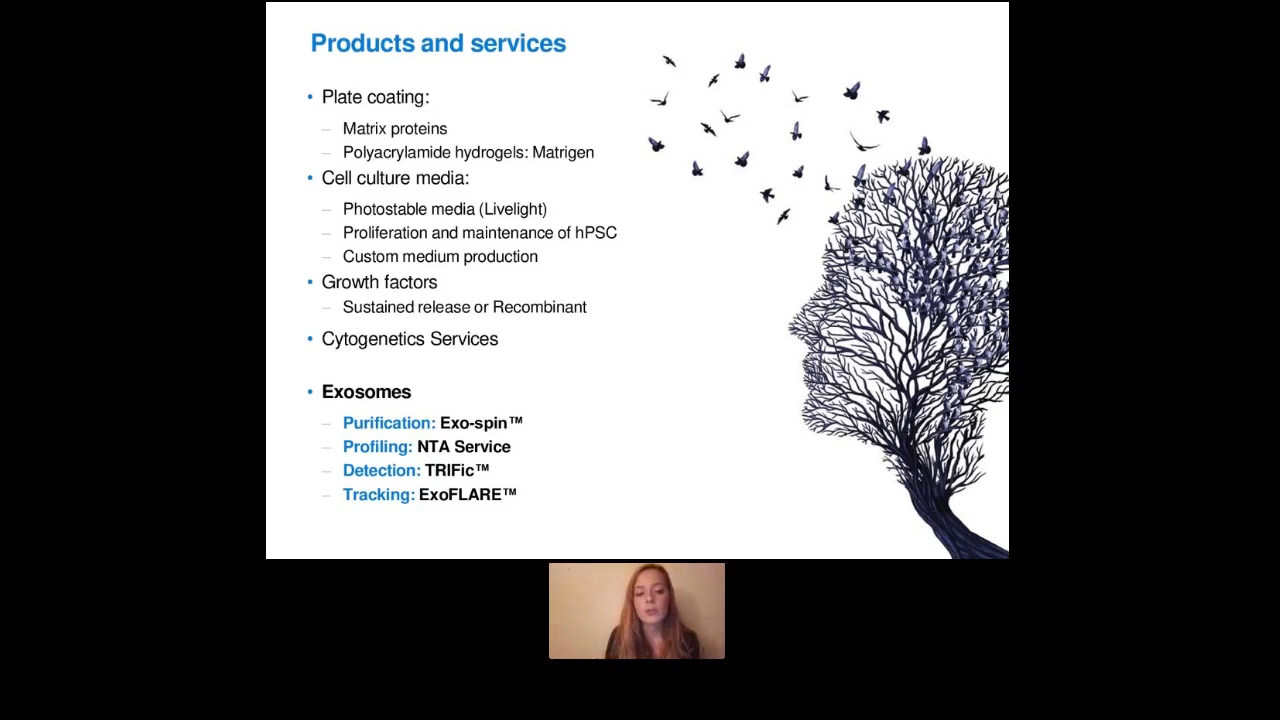 Products and services
• Plate coating:
– Matrix proteins
– Polyacrylamide hydrogels: Matrigen
• Cell culture media:
– Photostable media (Livelight)
– Proliferation and maintenance of hPSC
– Custom medium production
• Growth factors
– Sustained release or Recombinant
• Cytogenetics Services
• Exosomes
– Purification: Exo-spin™
– Profiling: NTA Service
– Detection: TRIFic™
– Tracking: ExoFLARE™